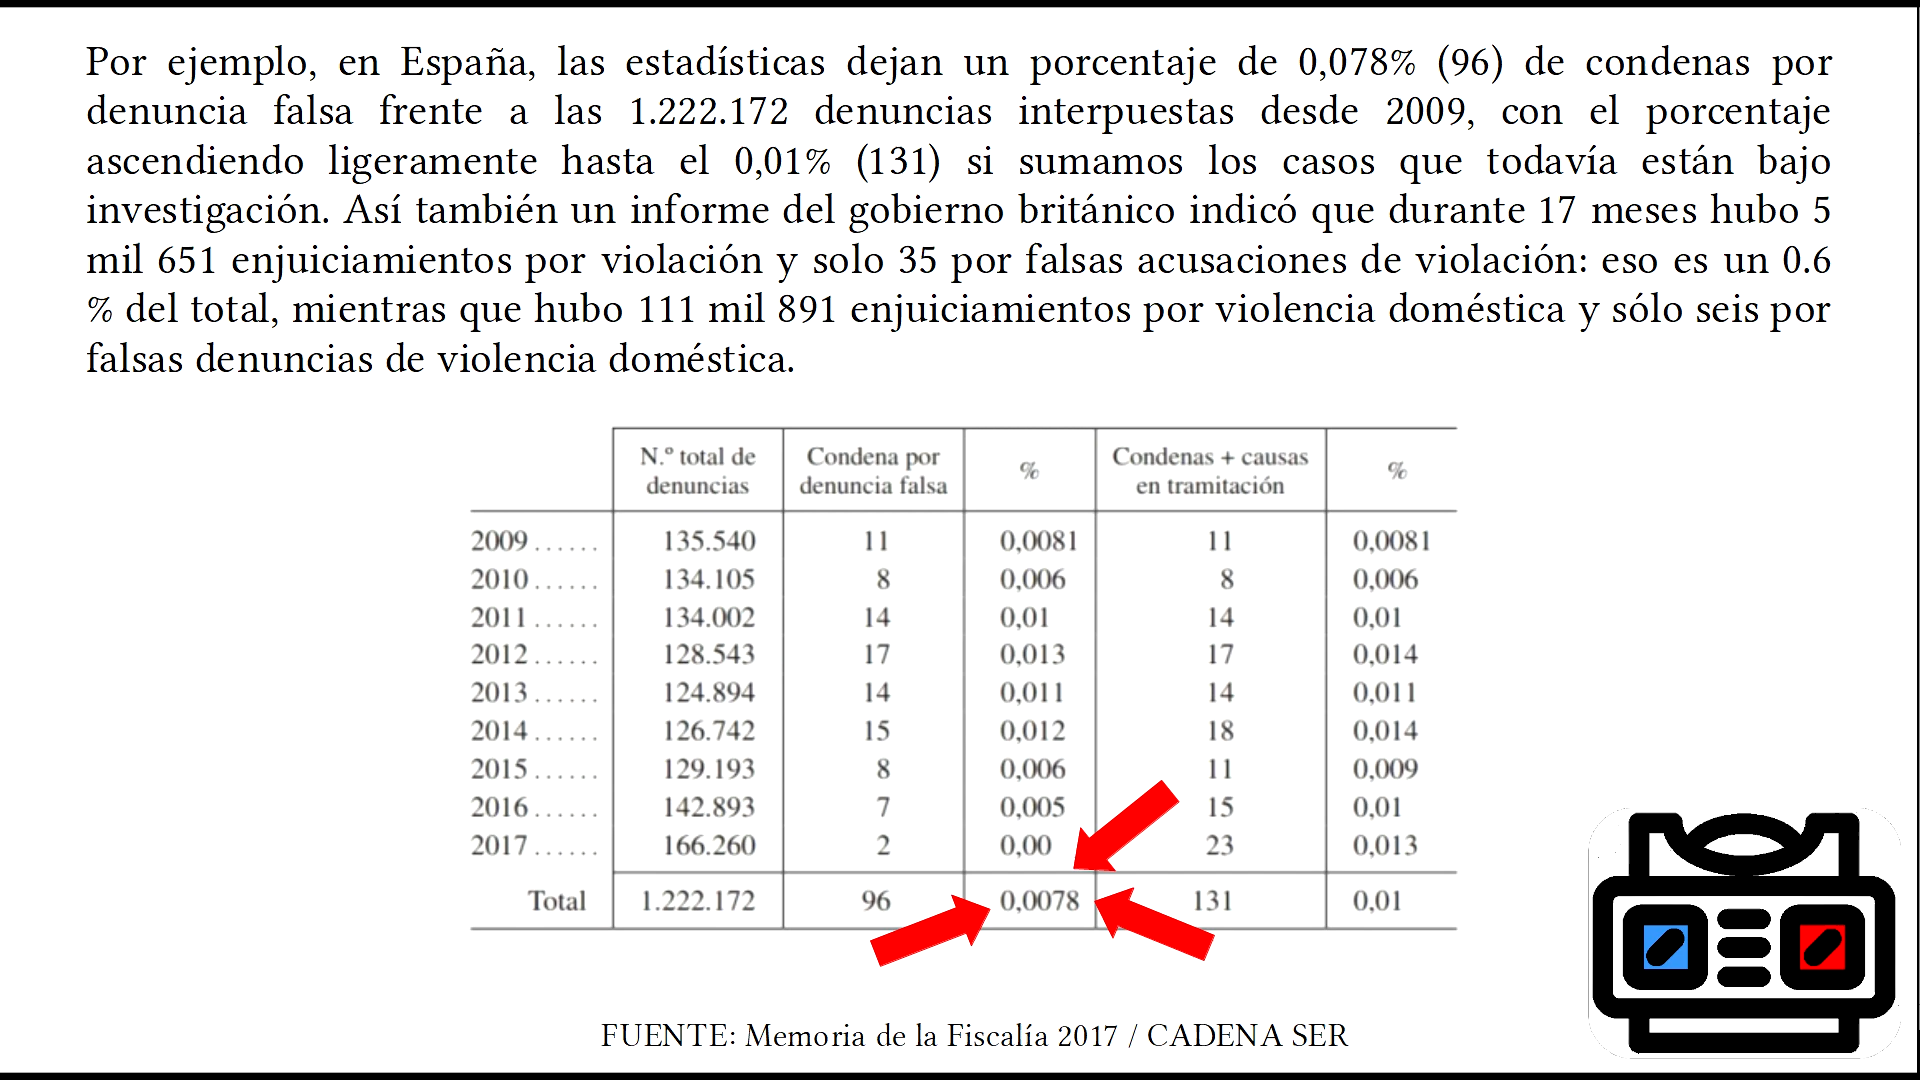 Por ejemplo, en España, las estadísticas dejan un porcentaje de 0,078% (96) de condenas por
denuncia falsa frente a las 1.222.172 denuncias interpuestas desde 2009, con el porcentaje
ascendiendo ligeramente hasta el 0,01% (131) si sumamos los casos que todavía están bajo
investigación. Así también un informe del gobierno británico indicó que durante 17 meses hubo 5
mil 651 enjuiciamientos por violación y solo 35 por falsas acusaciones de violación: eso es un 0.6
% del total, mientras que hubo 111 mil 891 enjuiciamientos por violencia doméstica y sólo seis por
falsas denuncias de violencia doméstica.
N.º total de denuncias Condena por denuncia falsa % Condenas + causas en tramitación %
2009 ...... 135.540 11 0,0081 11 0,0081
2010 ...... 134.105 8 0,006 8 0,006
2011 ...... 134.002 14 0,01 14 0,01
2012 ...... 128.543 17 0,013 17 0,014
2013 ...... 124.894 14 0,011 14 0,011
2014 ...... 126.742 15 0,012 18 0,014
2015 ...... 129.193 8 0,006 11 0,009
2016 ...... 142.893 7 0,005 15 0,01
2017 ...... 166.260 2 0,00 23 0,013
Total 1.222.172 96 0,0078 131 0,01
FUENTE: Memoria de la Fiscalía 2017 / CADENA SER